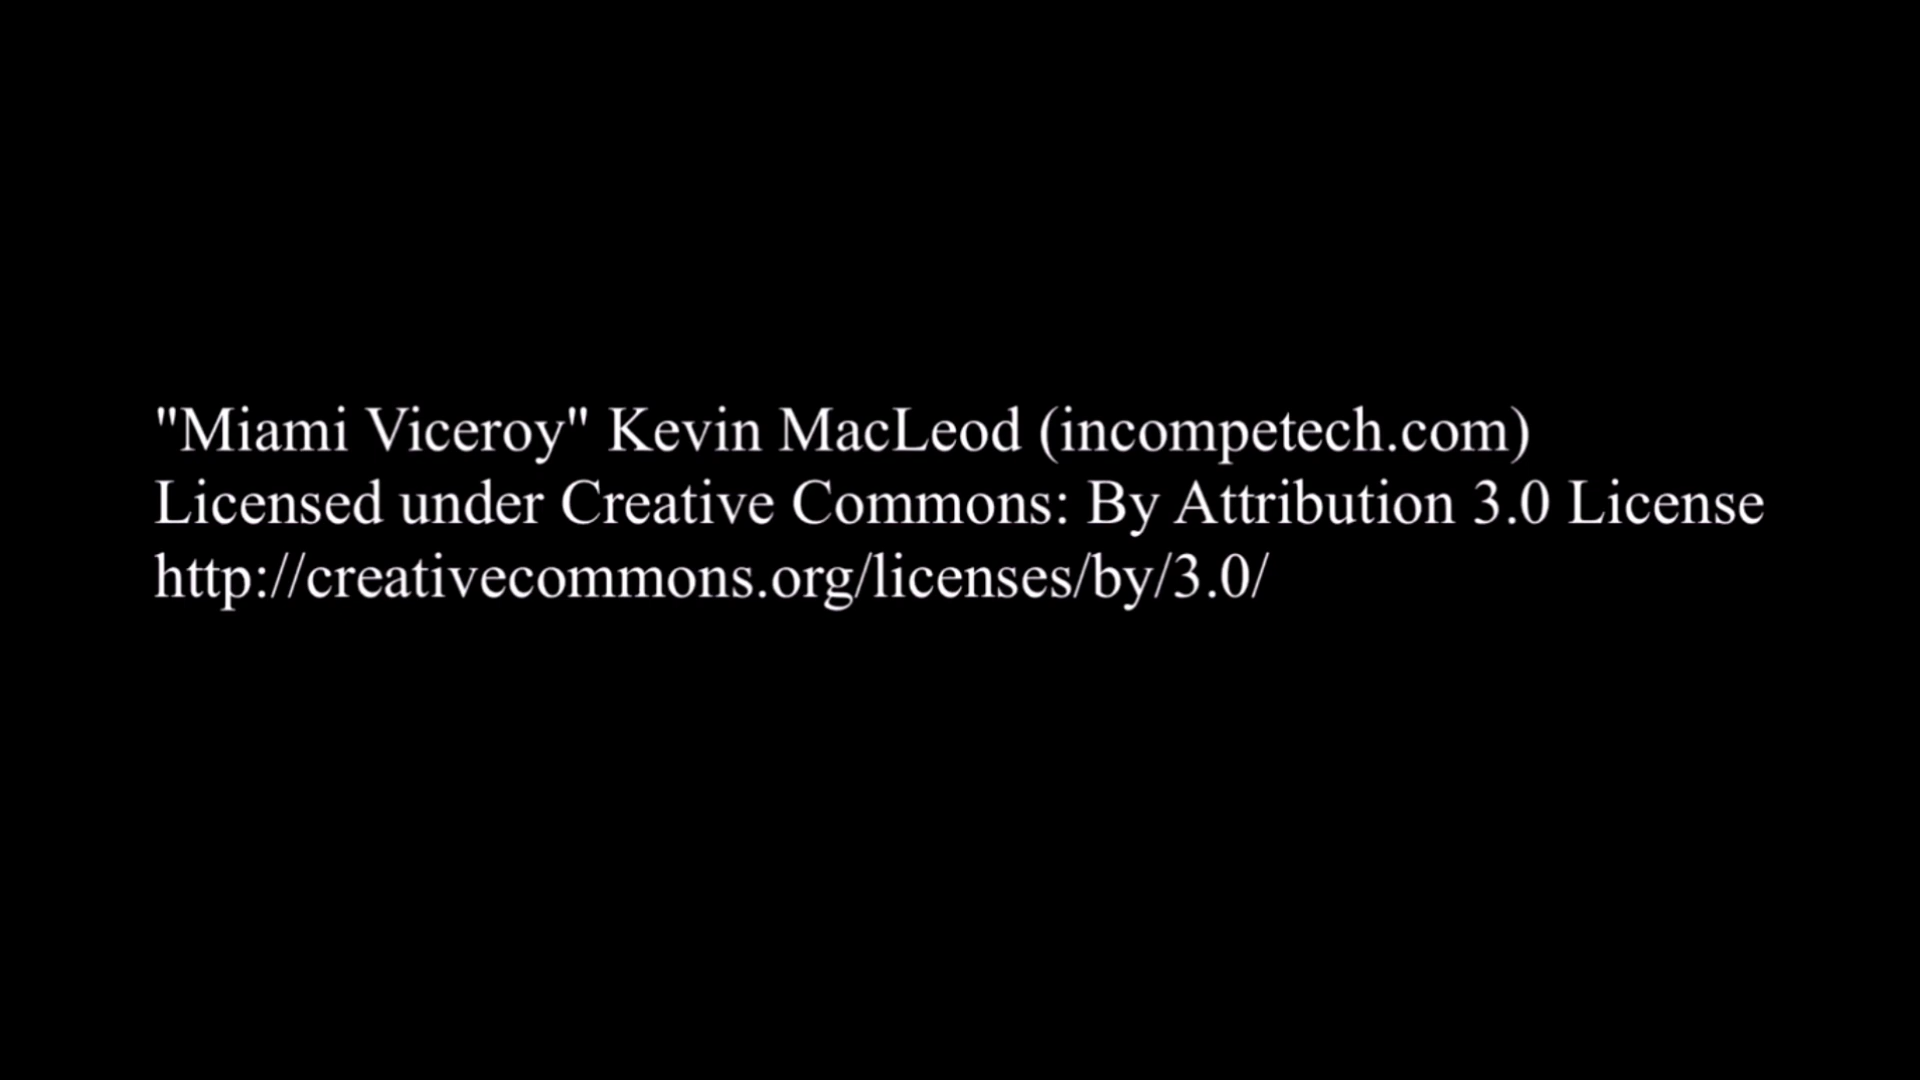 "Miami Viceroy" Kevin MacLeod (incompetech.com)
Licensed under Creative Commons: By Attribution 3.0 License
http://creativecommons.org/licenses/by/3.0/